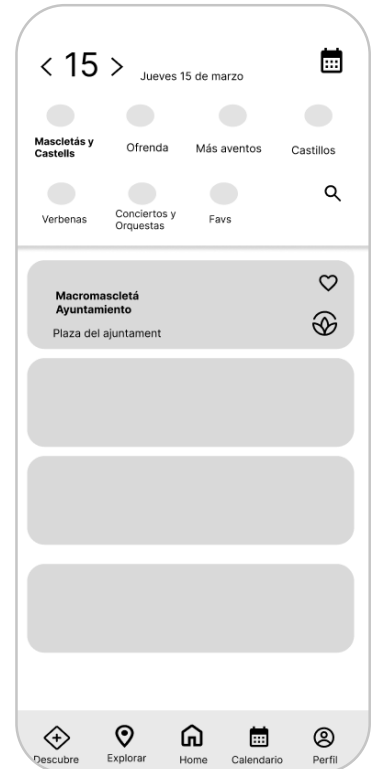 < 15 >
Jueves 15 de marzo
Mascletás y
Castells
Ofrenda
Más aventos
Castillos
Verbenas
Conciertos y
Orquestas
Favs
Macromascletá
Ayuntamiento
Plaza del ajuntament
Descubre
Explorar
Home
Calendario
Perfil